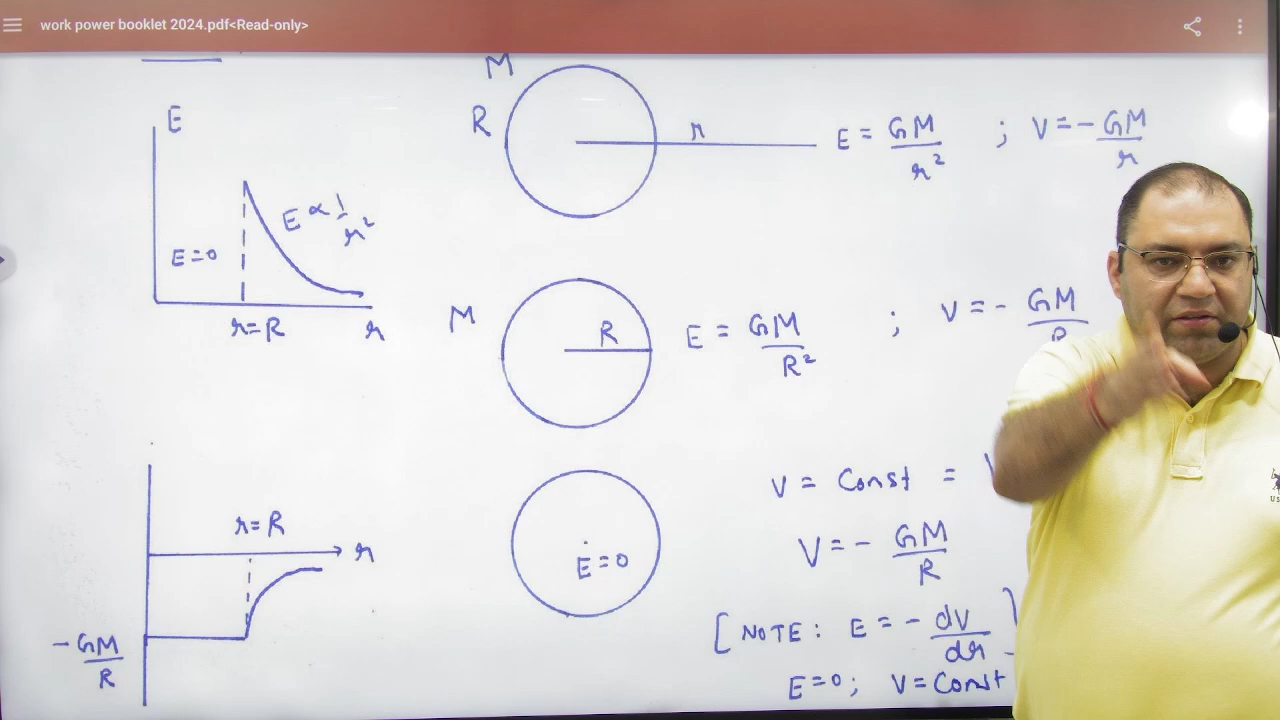 work power booklet 2024.pdf<Read-only>
M
R
r
E = GM/r² ; V = - GM/r
E
E ∝ 1/r²
E = 0
r = R
r
M
R
E = GM/R² ; V = - GM/R
V = Const =
r = R
r
E = 0
V = - GM/R
- GM/R
[NOTE: E = - dv/dr
E = 0; V = Const
US